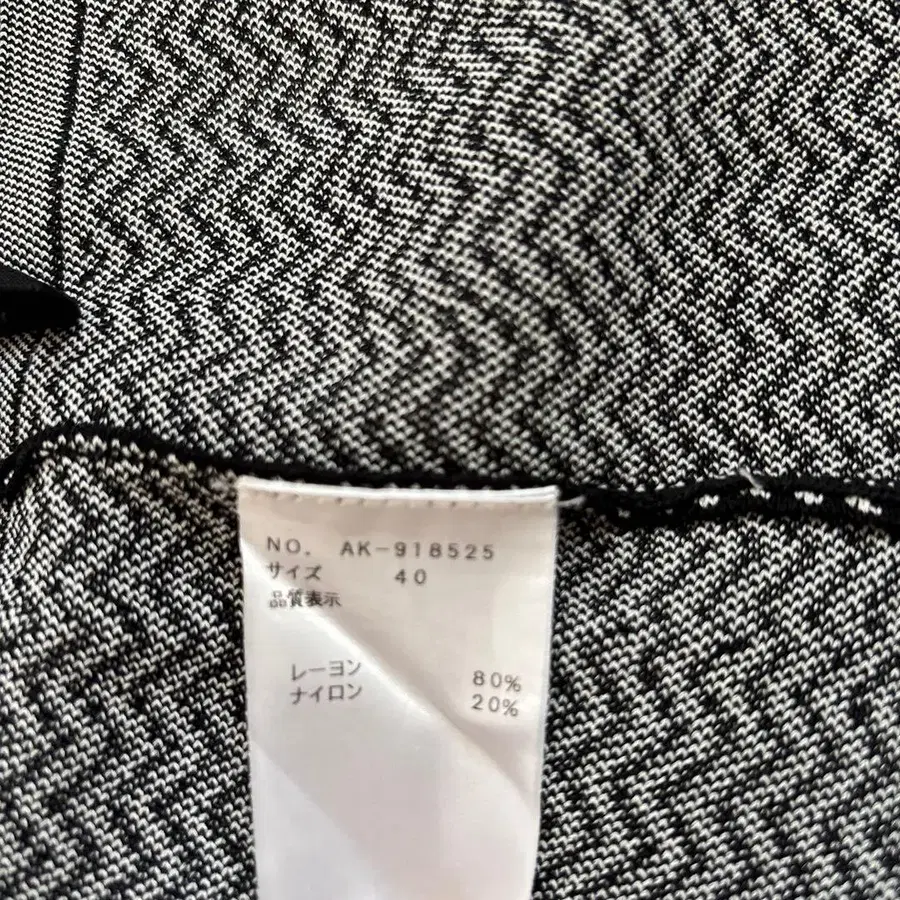 NO. AK-918525
サイズ 40
品質表示
レーヨン 80%
ナイロン 20%